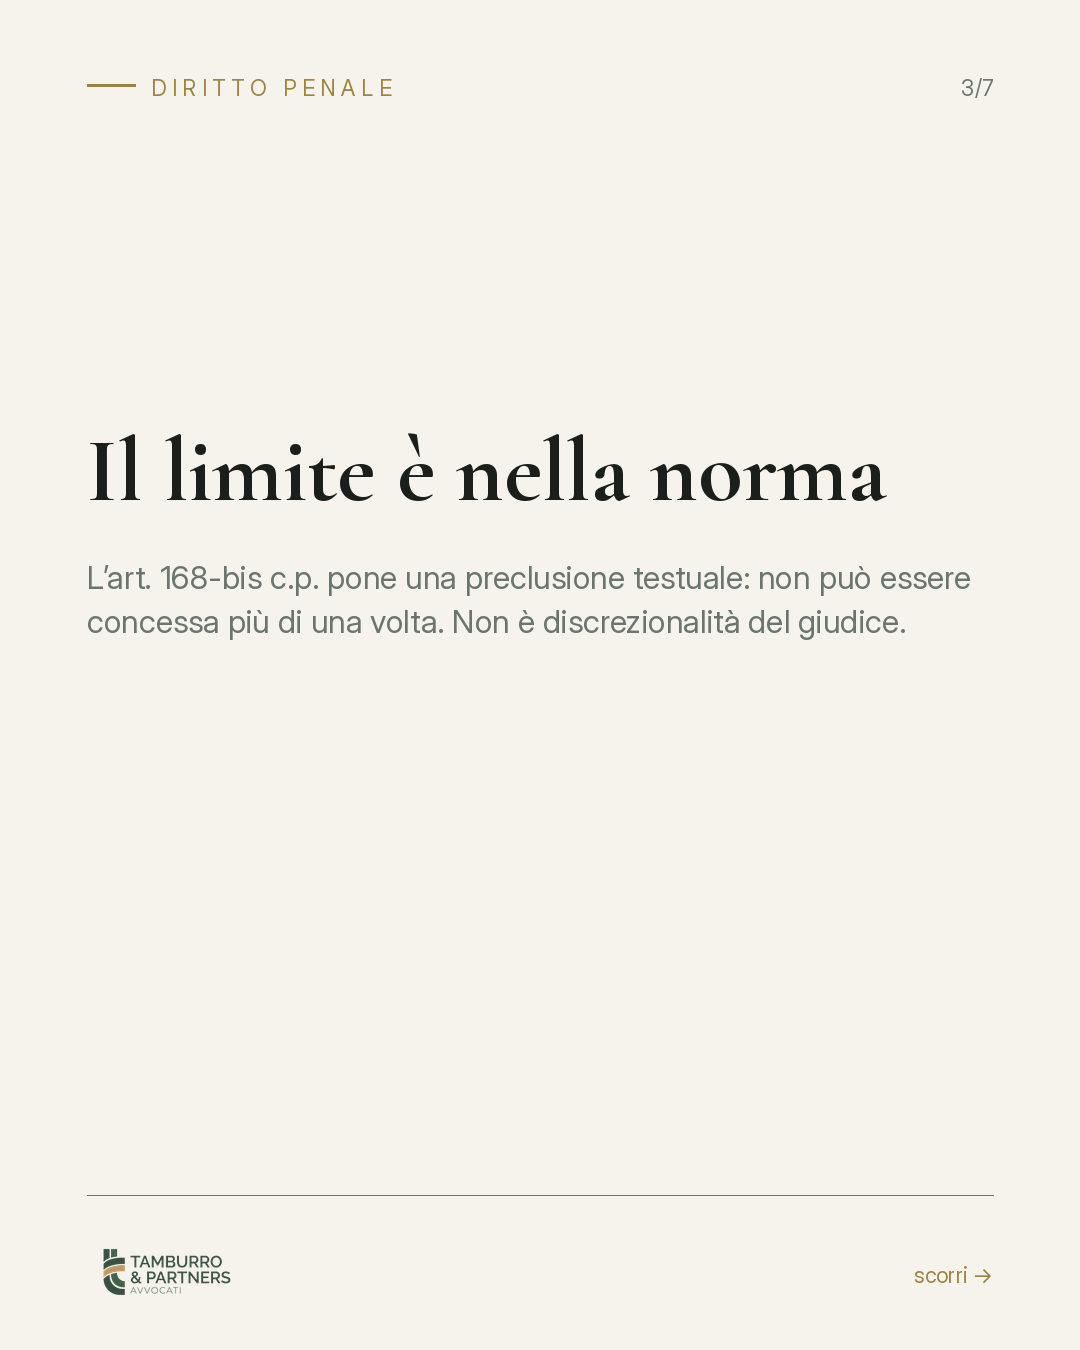 DIRITTO PENALE
3/7
Il limite è nella norma
L’art. 168-bis c.p. pone una preclusione testuale: non può essere
concessa più di una volta. Non è discrezionalità del giudice.
TAMBURRO
& PARTNERS
AVVOCATI
scorri →